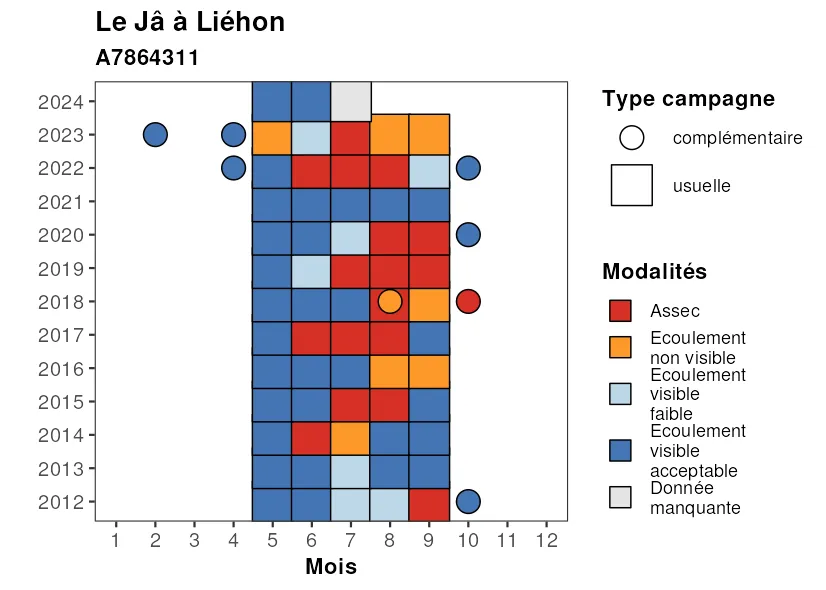 Le Jâ à Liéhon
A7864311
2024
2023
2022
2021
2020
2019
2018
2017
2016
2015
2014
2013
2012
1 2 3 4 5 6 7 8 9 10 11 12
Mois
Type campagne
complémentaire
usuelle
Modalités
Assec
Ecoulement
non visible
Ecoulement
visible
faible
Ecoulement
visible
acceptable
Donnée
manquante